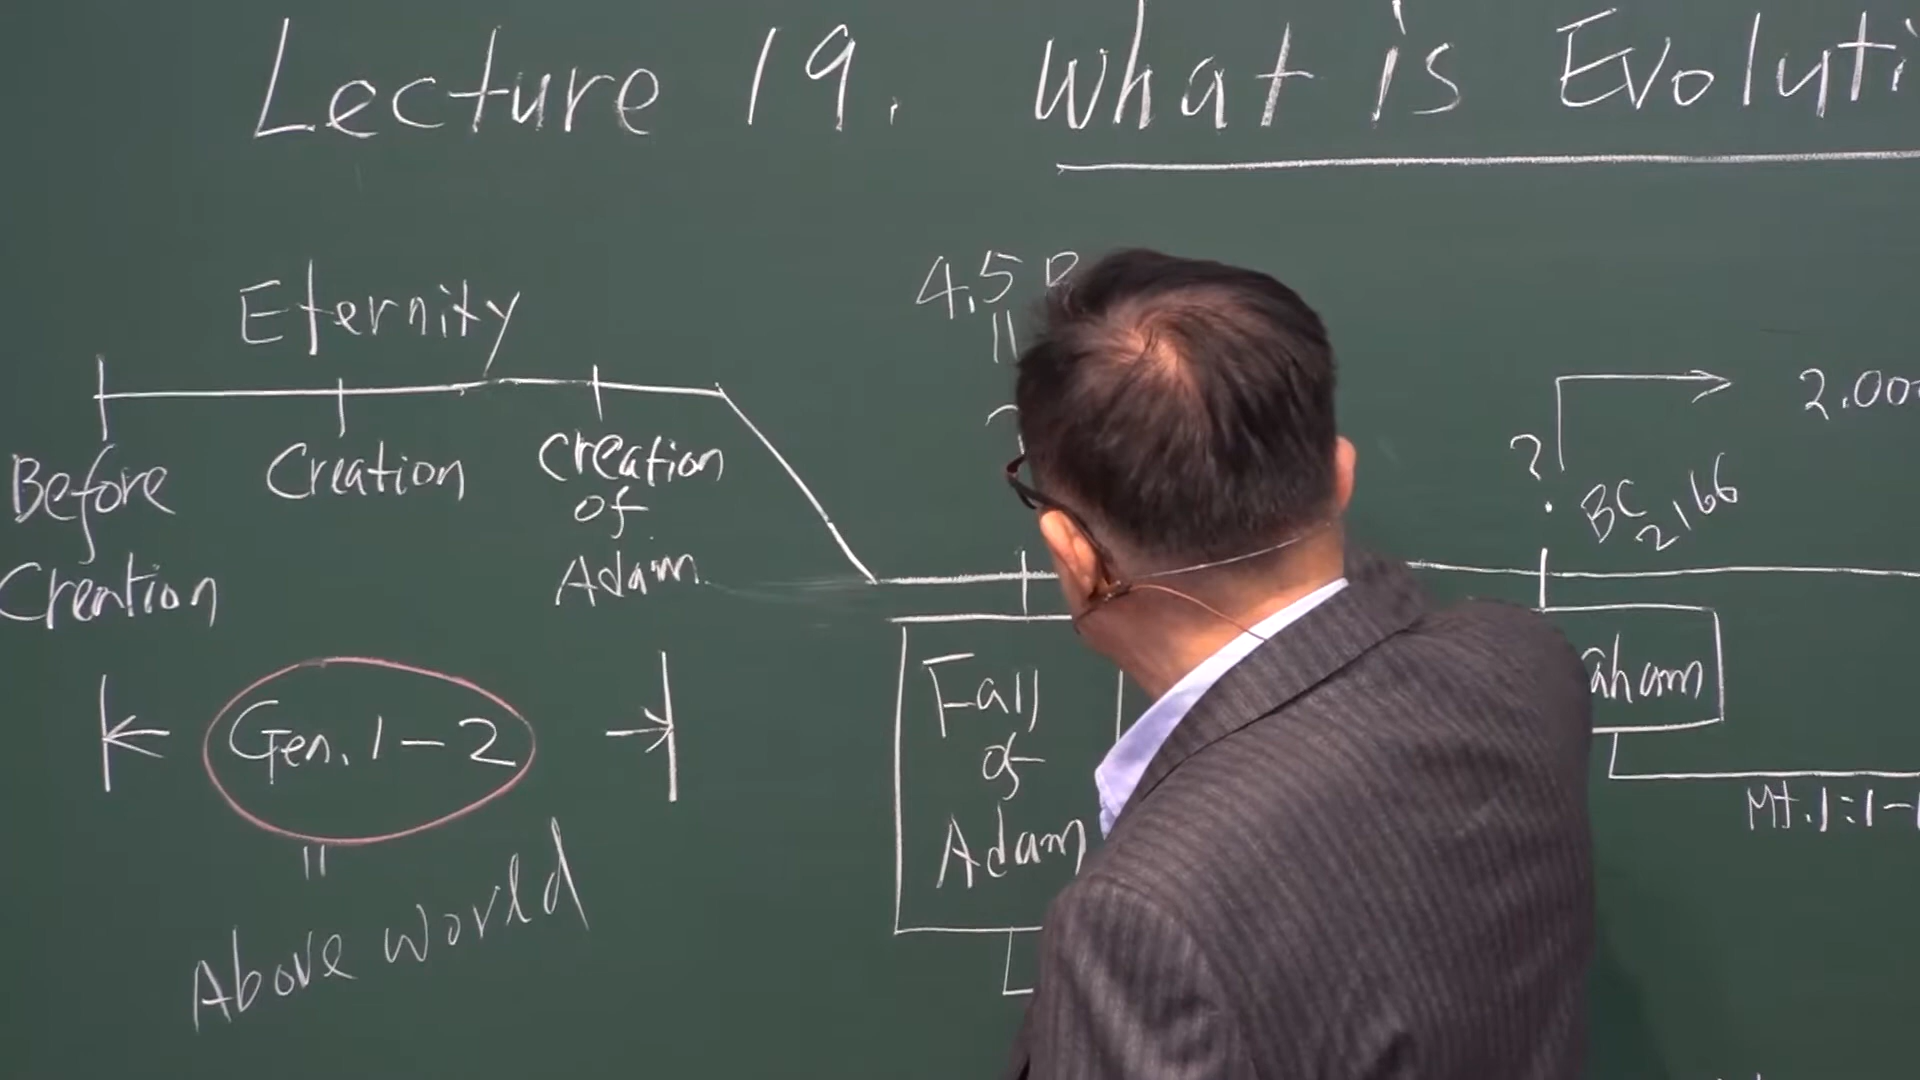 Lecture 19. What is Evoluti
Eternity
Before
Creation
Creation
Creation
of
Adam
Gen. 1-2
Above world
4.5
?
Fall
of
Adam
?
BC
2166
2.00
aham
Mt.1:1-1